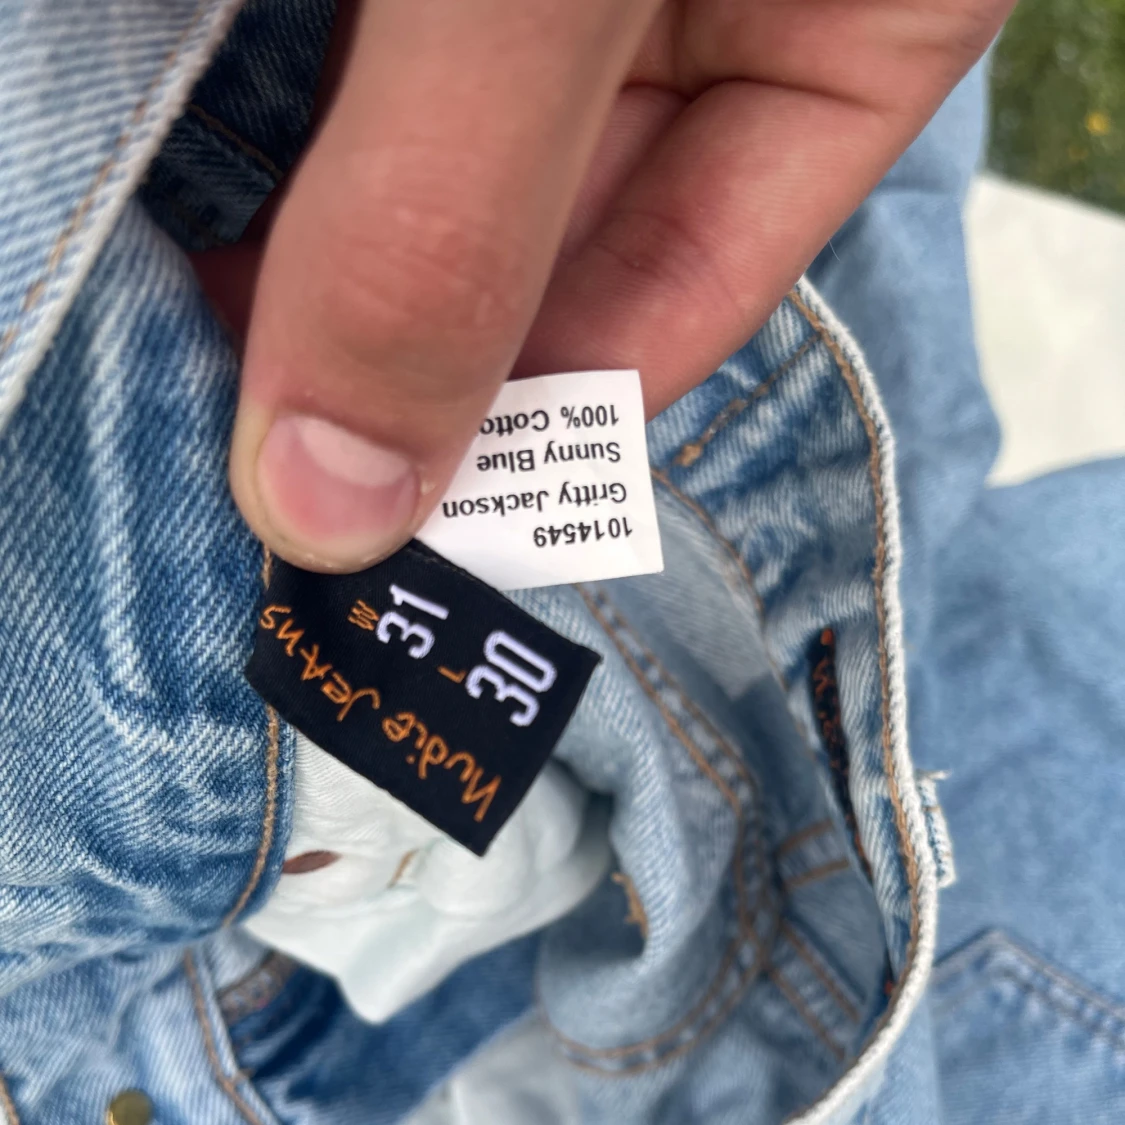 1014549
Gritty Jackson
Sunny Blue
100%
nudie jeans
W 31
L 30